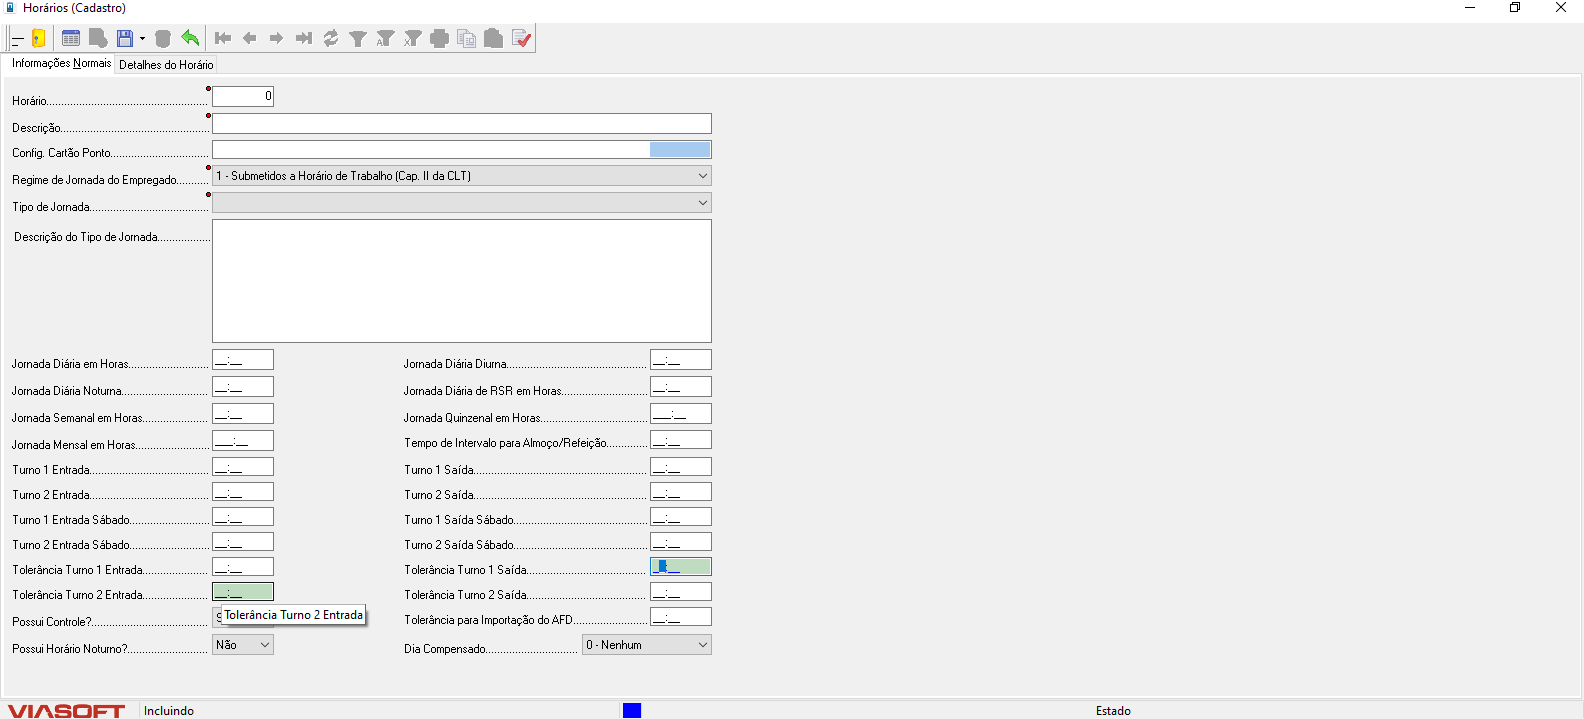 Horários (Cadastro)
Informações Normais Detalhes do Horário
Horário 0
Descrição
Config. Cartão Ponto
Regime de Jornada do Empregado 1 - Submetidos a Horário de Trabalho (Cap. II da CLT)
Tipo de Jornada
Descrição do Tipo de Jornada
Jornada Diária em Horas __:__ Jornada Diária Diurna __:__
Jornada Diária Noturna __:__ Jornada Diária de RSR em Horas __:__
Jornada Semanal em Horas __:__ Jornada Quinzenal em Horas ___:__
Jornada Mensal em Horas ___:__ Tempo de Intervalo para Almoço/Refeição __:__
Turno 1 Entrada __:__ Turno 1 Saída __:__
Turno 2 Entrada __:__ Turno 2 Saída __:__
Turno 1 Entrada Sábado __:__ Turno 1 Saída Sábado __:__
Turno 2 Entrada Sábado __:__ Turno 2 Saída Sábado __:__
Tolerância Turno 1 Entrada __:__ Tolerância Turno 1 Saída __:__
Tolerância Turno 2 Entrada __:__ Tolerância Turno 2 Saída __:__
Tolerância Turno 2 Entrada
Possui Controle? Tolerância para Importação do AFD __:__
Possui Horário Noturno? Não Dia Compensado 0 - Nenhum
VIASOFT Incluindo Estado